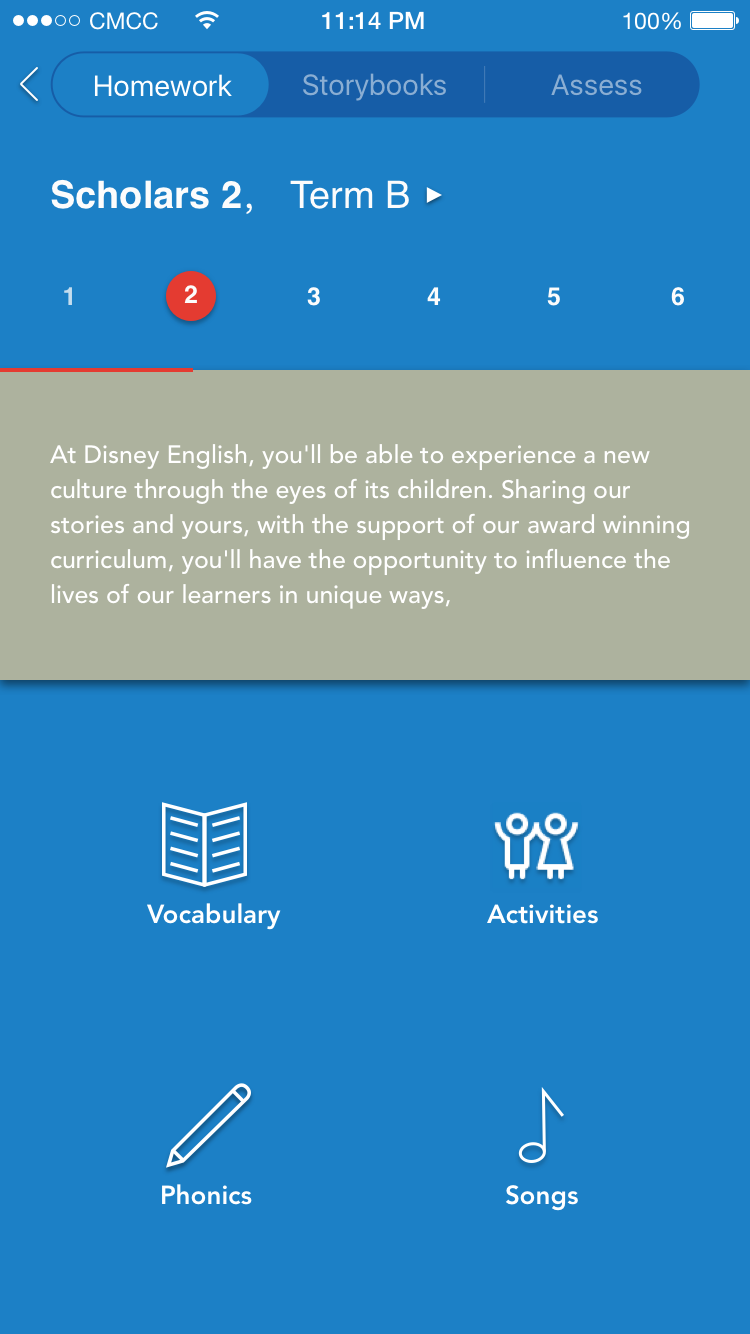 CMCC 11:14 PM 100%
Homework Storybooks Assess
Scholars 2, Term B
1 2 3 4 5 6
At Disney English, you'll be able to experience a new
culture through the eyes of its children. Sharing our
stories and yours, with the support of our award winning
curriculum, you'll have the opportunity to influence the
lives of our learners in unique ways,
Vocabulary Activities
Phonics Songs